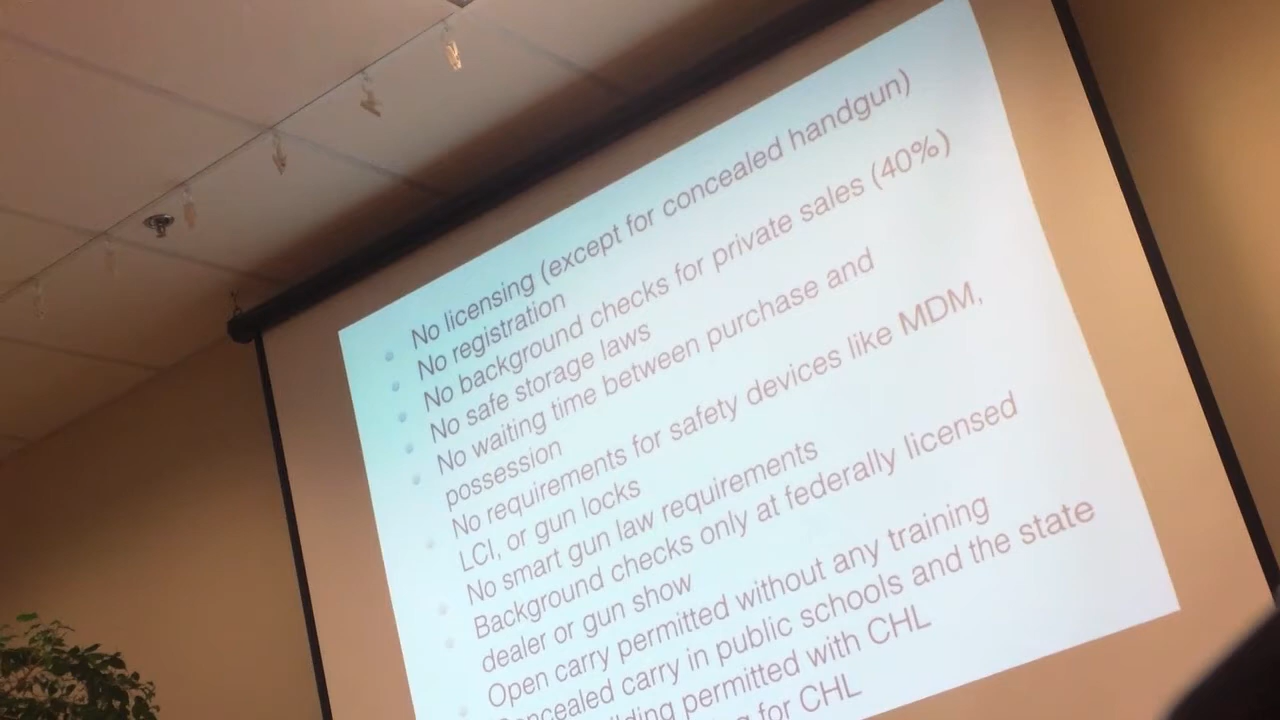 No licensing (except for concealed handgun)
No registration
No background checks for private sales (40%)
No safe storage laws
No waiting time between purchase and
possession
No requirements for safety devices like MDM,
LCI, or gun locks
No smart gun law requirements
Background checks only at federally licensed
dealer or gun show
Open carry permitted without any training
Concealed carry in public schools and the state
permitted with CHL
for CHL